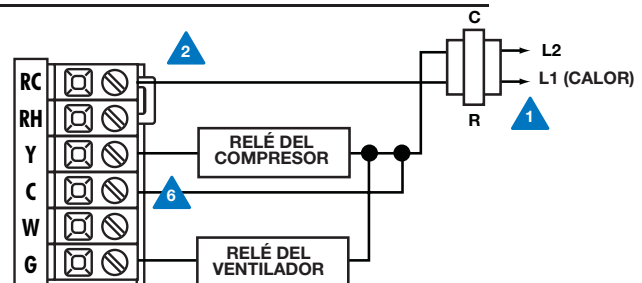 C
2
L2
RC
L1 (CALOR)
RH
R
1
Y
RELÉ DEL
COMPRESOR
C
6
W
G
RELÉ DEL
VENTILADOR